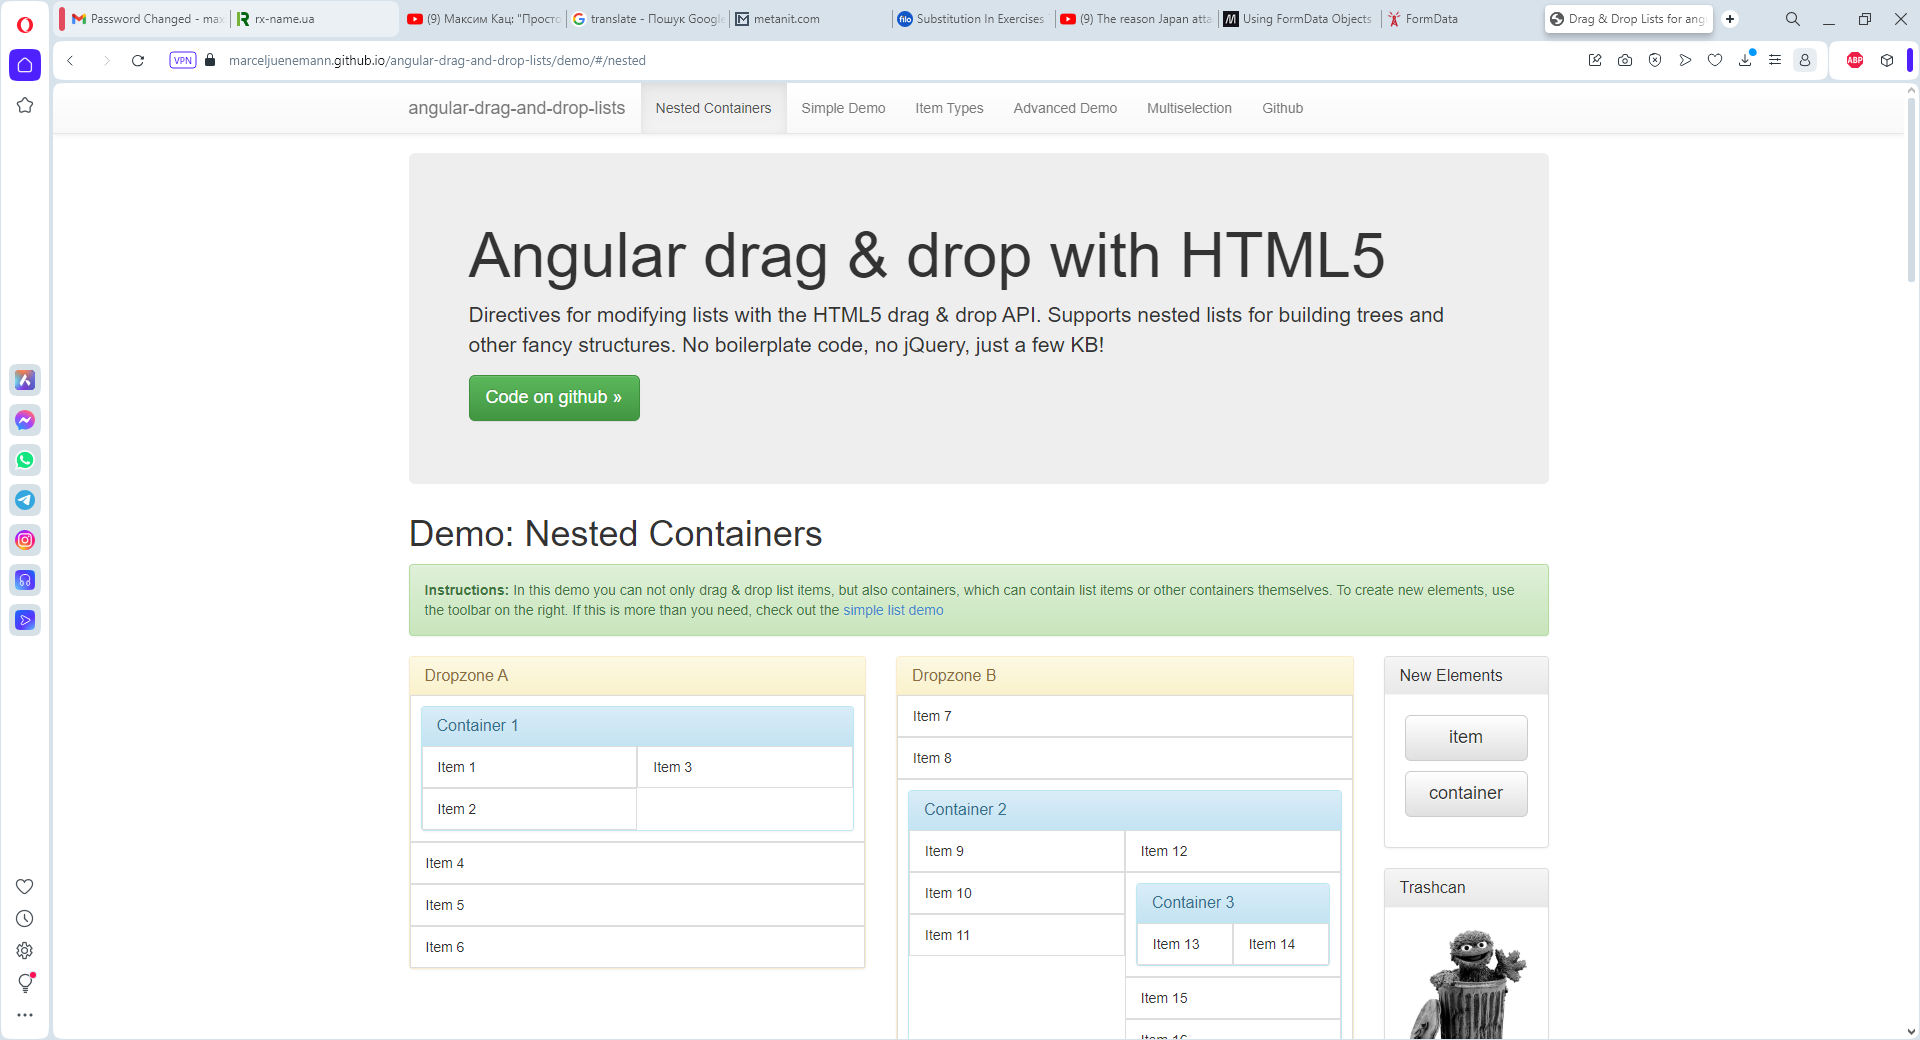 Password Changed - max
rx-name.ua
(9) Максим Кац: "Просто
translate - Пошук Google
metanit.com
filo
Substitution In Exercises
(9) The reason Japan atta
Using FormData Objects
FormData
Drag & Drop Lists for ang
VPN
marceljuenemann.github.io/angular-drag-and-drop-lists/demo/#/nested
ABP
angular-drag-and-drop-lists
Nested Containers
Simple Demo
Item Types
Advanced Demo
Multiselection
Github
Angular drag & drop with HTML5
Directives for modifying lists with the HTML5 drag & drop API. Supports nested lists for building trees and
other fancy structures. No boilerplate code, no jQuery, just a few KB!
Code on github »
Demo: Nested Containers
Instructions: In this demo you can not only drag & drop list items, but also containers, which can contain list items or other containers themselves. To create new elements, use
the toolbar on the right. If this is more than you need, check out the simple list demo
Dropzone A
Container 1
Item 1
Item 3
Item 2
Item 4
Item 5
Item 6
Dropzone B
Item 7
Item 8
Container 2
Item 9
Item 10
Item 11
Item 12
Container 3
Item 13
Item 14
Item 15
Item 16
New Elements
item
container
Trashcan